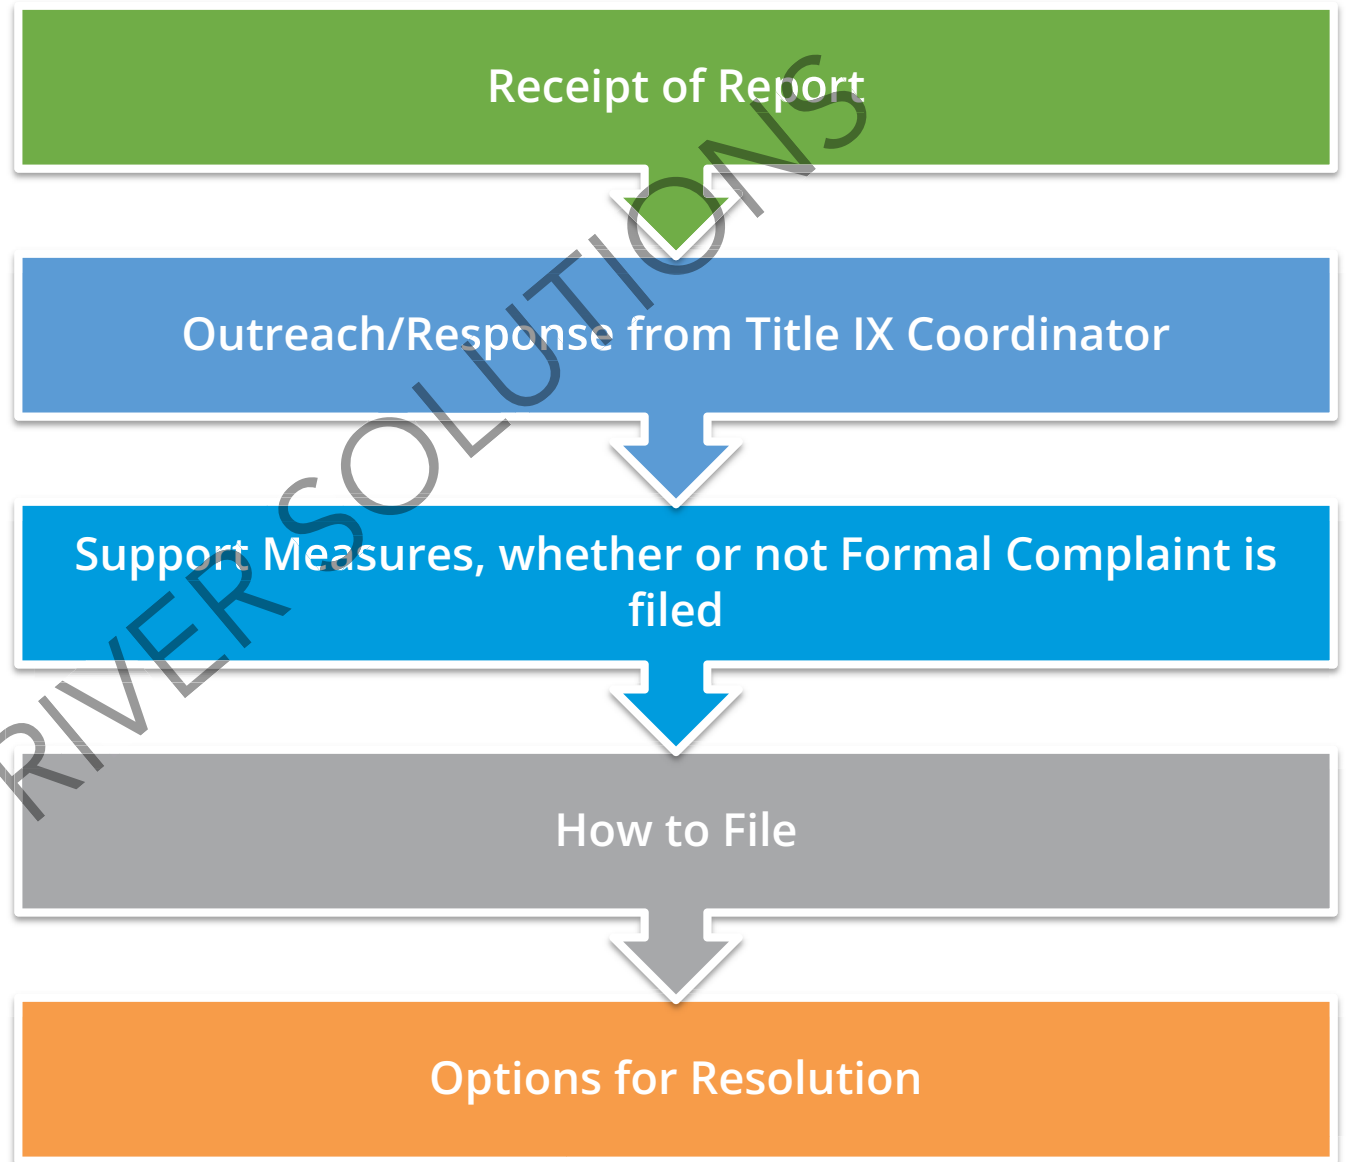 Receipt of Report
Outreach/Response from Title IX Coordinator
Support Measures, whether or not Formal Complaint is
filed
How to File
Options for Resolution
RIVER SOLUTIONS